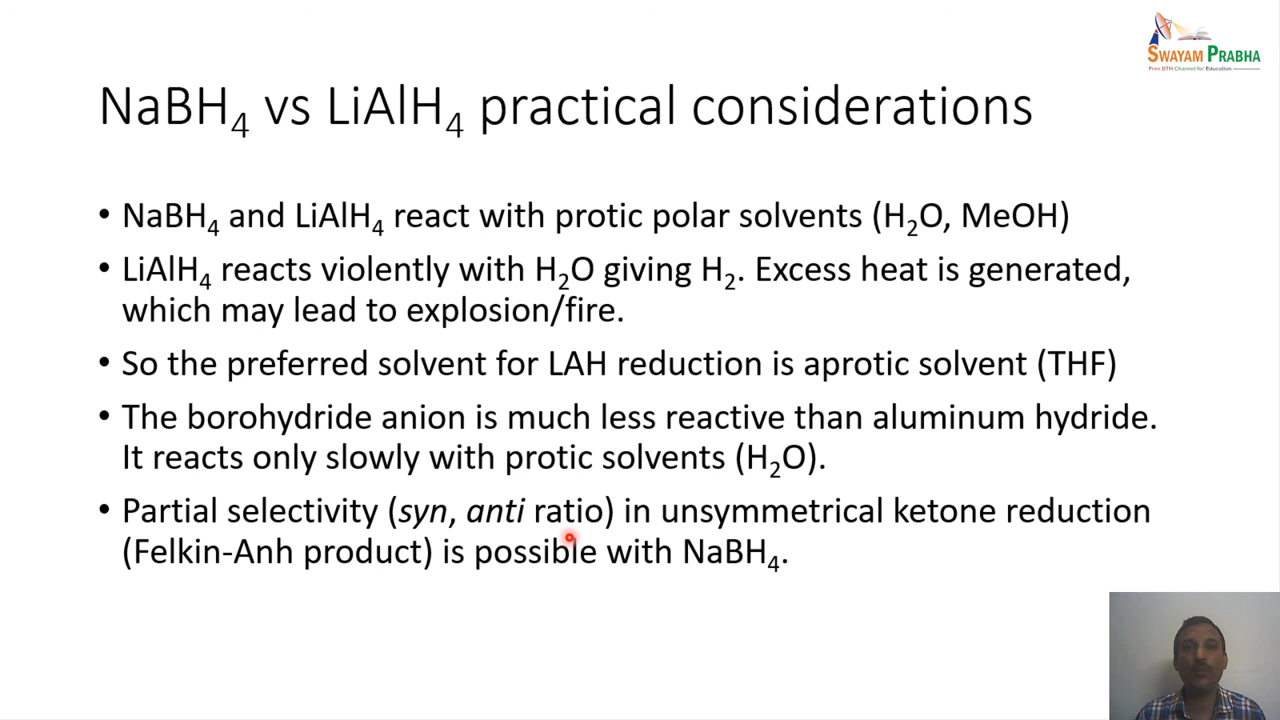 SWAYAM PRABHA
Free DTH Channel for Education
NaBH₄ vs LiAlH₄ practical considerations
• NaBH₄ and LiAlH₄ react with protic polar solvents (H₂O, MeOH)
• LiAlH₄ reacts violently with H₂O giving H₂. Excess heat is generated,
which may lead to explosion/fire.
• So the preferred solvent for LAH reduction is aprotic solvent (THF)
• The borohydride anion is much less reactive than aluminum hydride.
It reacts only slowly with protic solvents (H₂O).
• Partial selectivity (syn, anti ratio) in unsymmetrical ketone reduction
(Felkin-Anh product) is possible with NaBH₄.